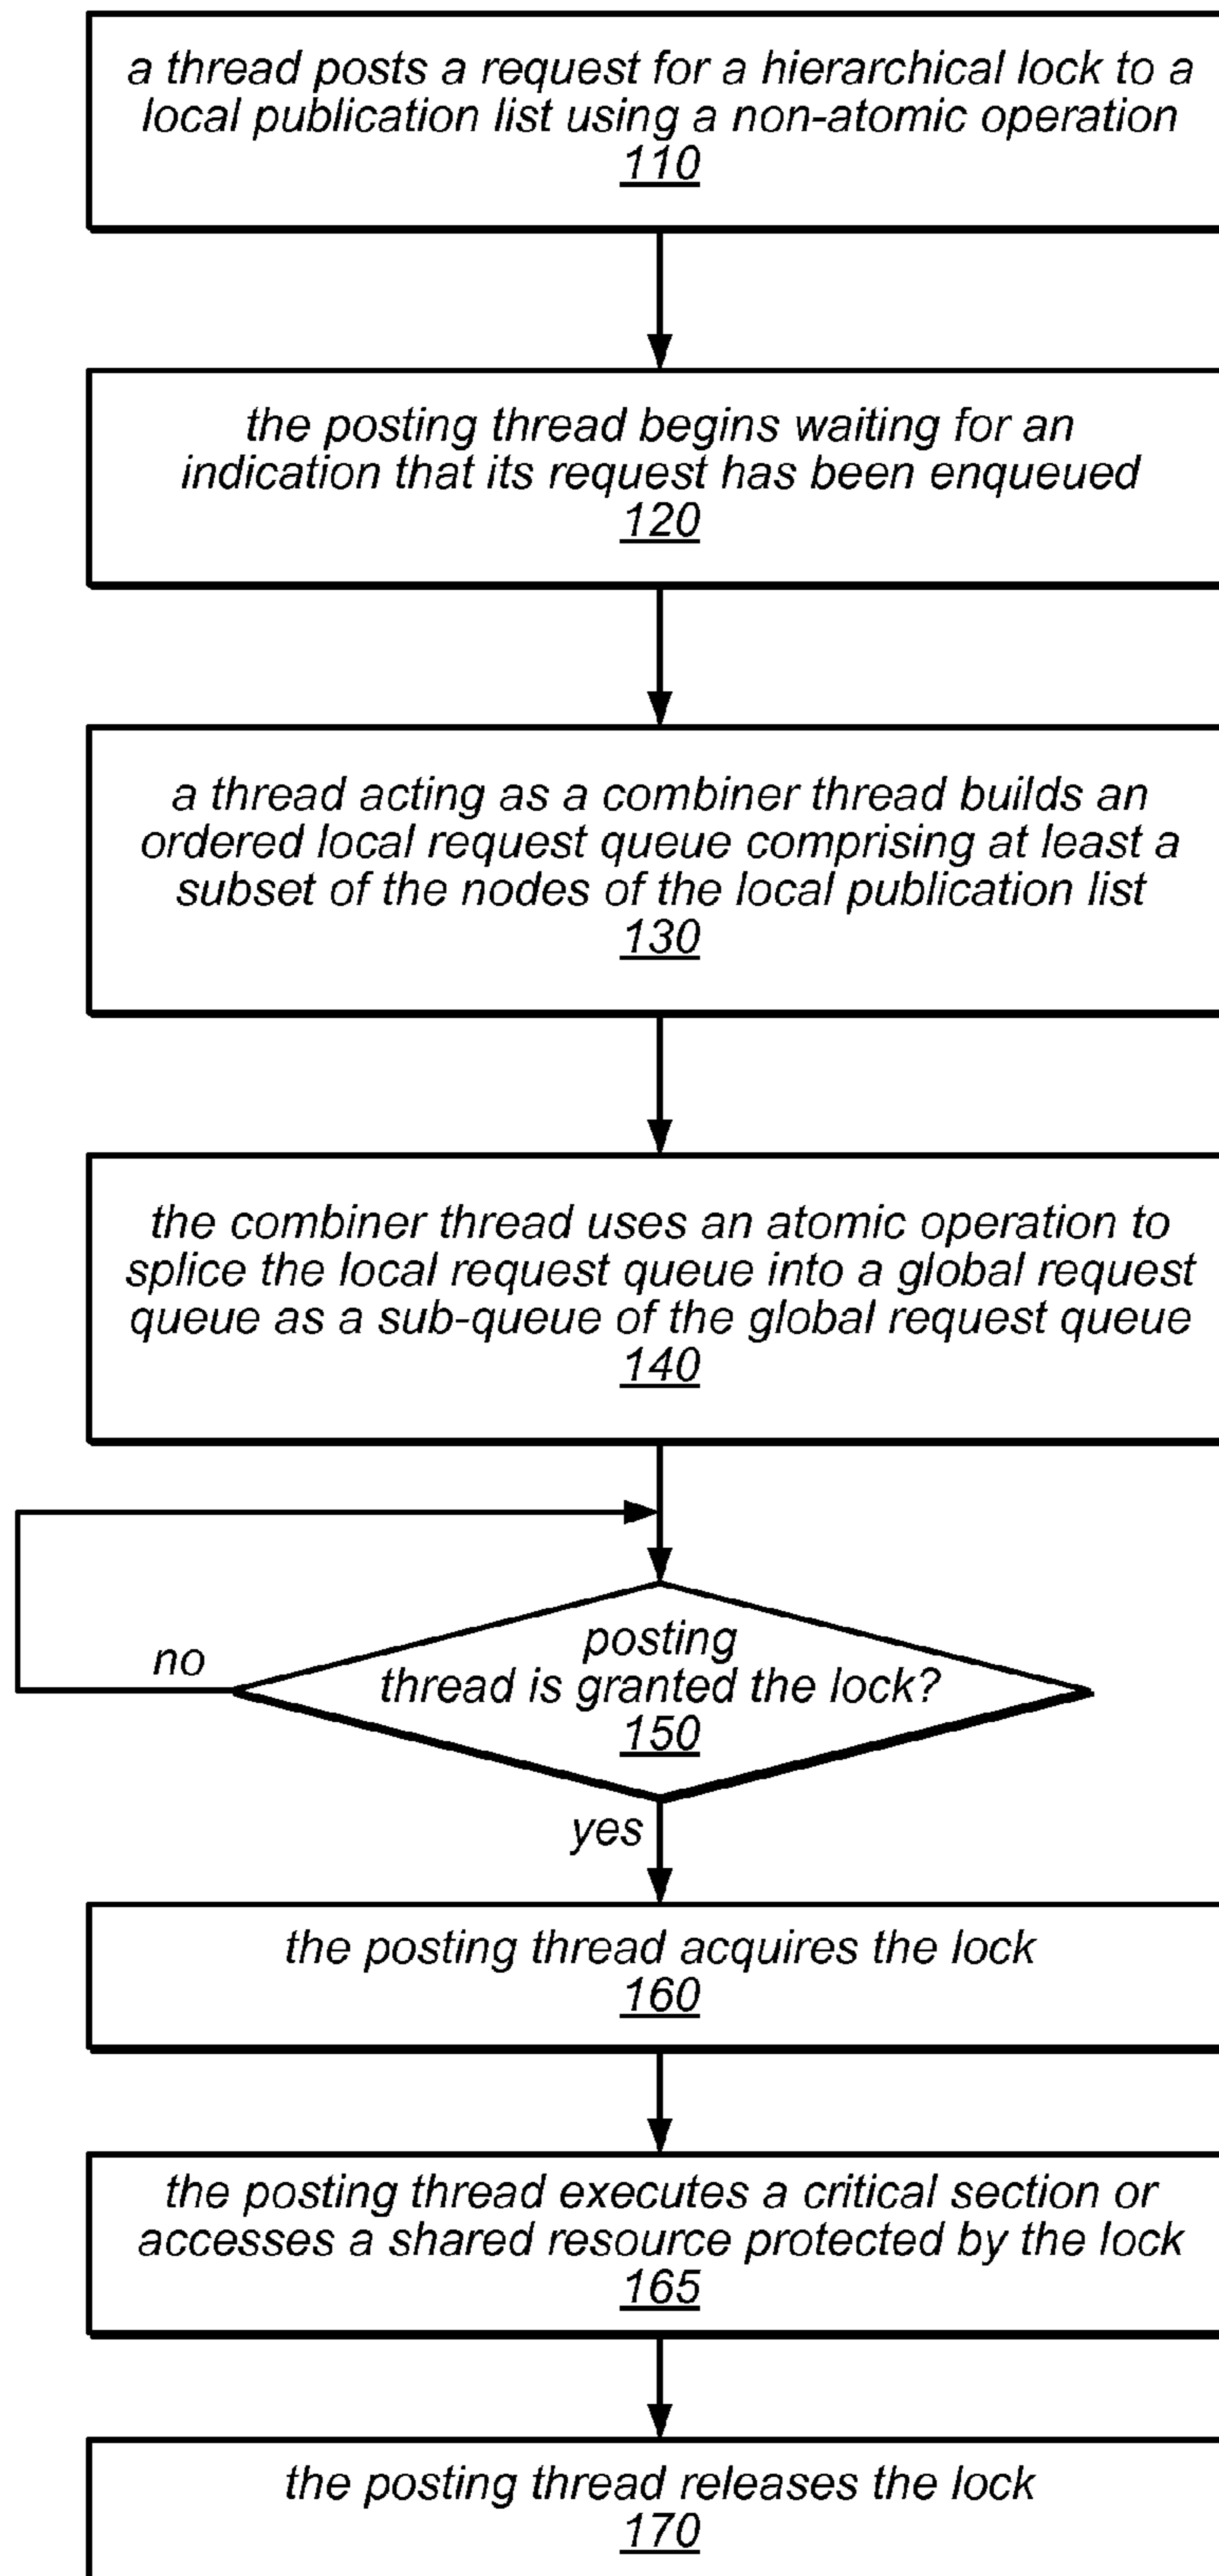 a thread posts a request for a hierarchical lock to a
local publication list using a non-atomic operation
110
the posting thread begins waiting for an
indication that its request has been enqueued
120
a thread acting as a combiner thread builds an
ordered local request queue comprising at least a
subset of the nodes of the local publication list
130
the combiner thread uses an atomic operation to
splice the local request queue into a global request
queue as a sub-queue of the global request queue
140
no
posting
thread is granted the lock?
150
yes
the posting thread acquires the lock
160
the posting thread executes a critical section or
accesses a shared resource protected by the lock
165
the posting thread releases the lock
170